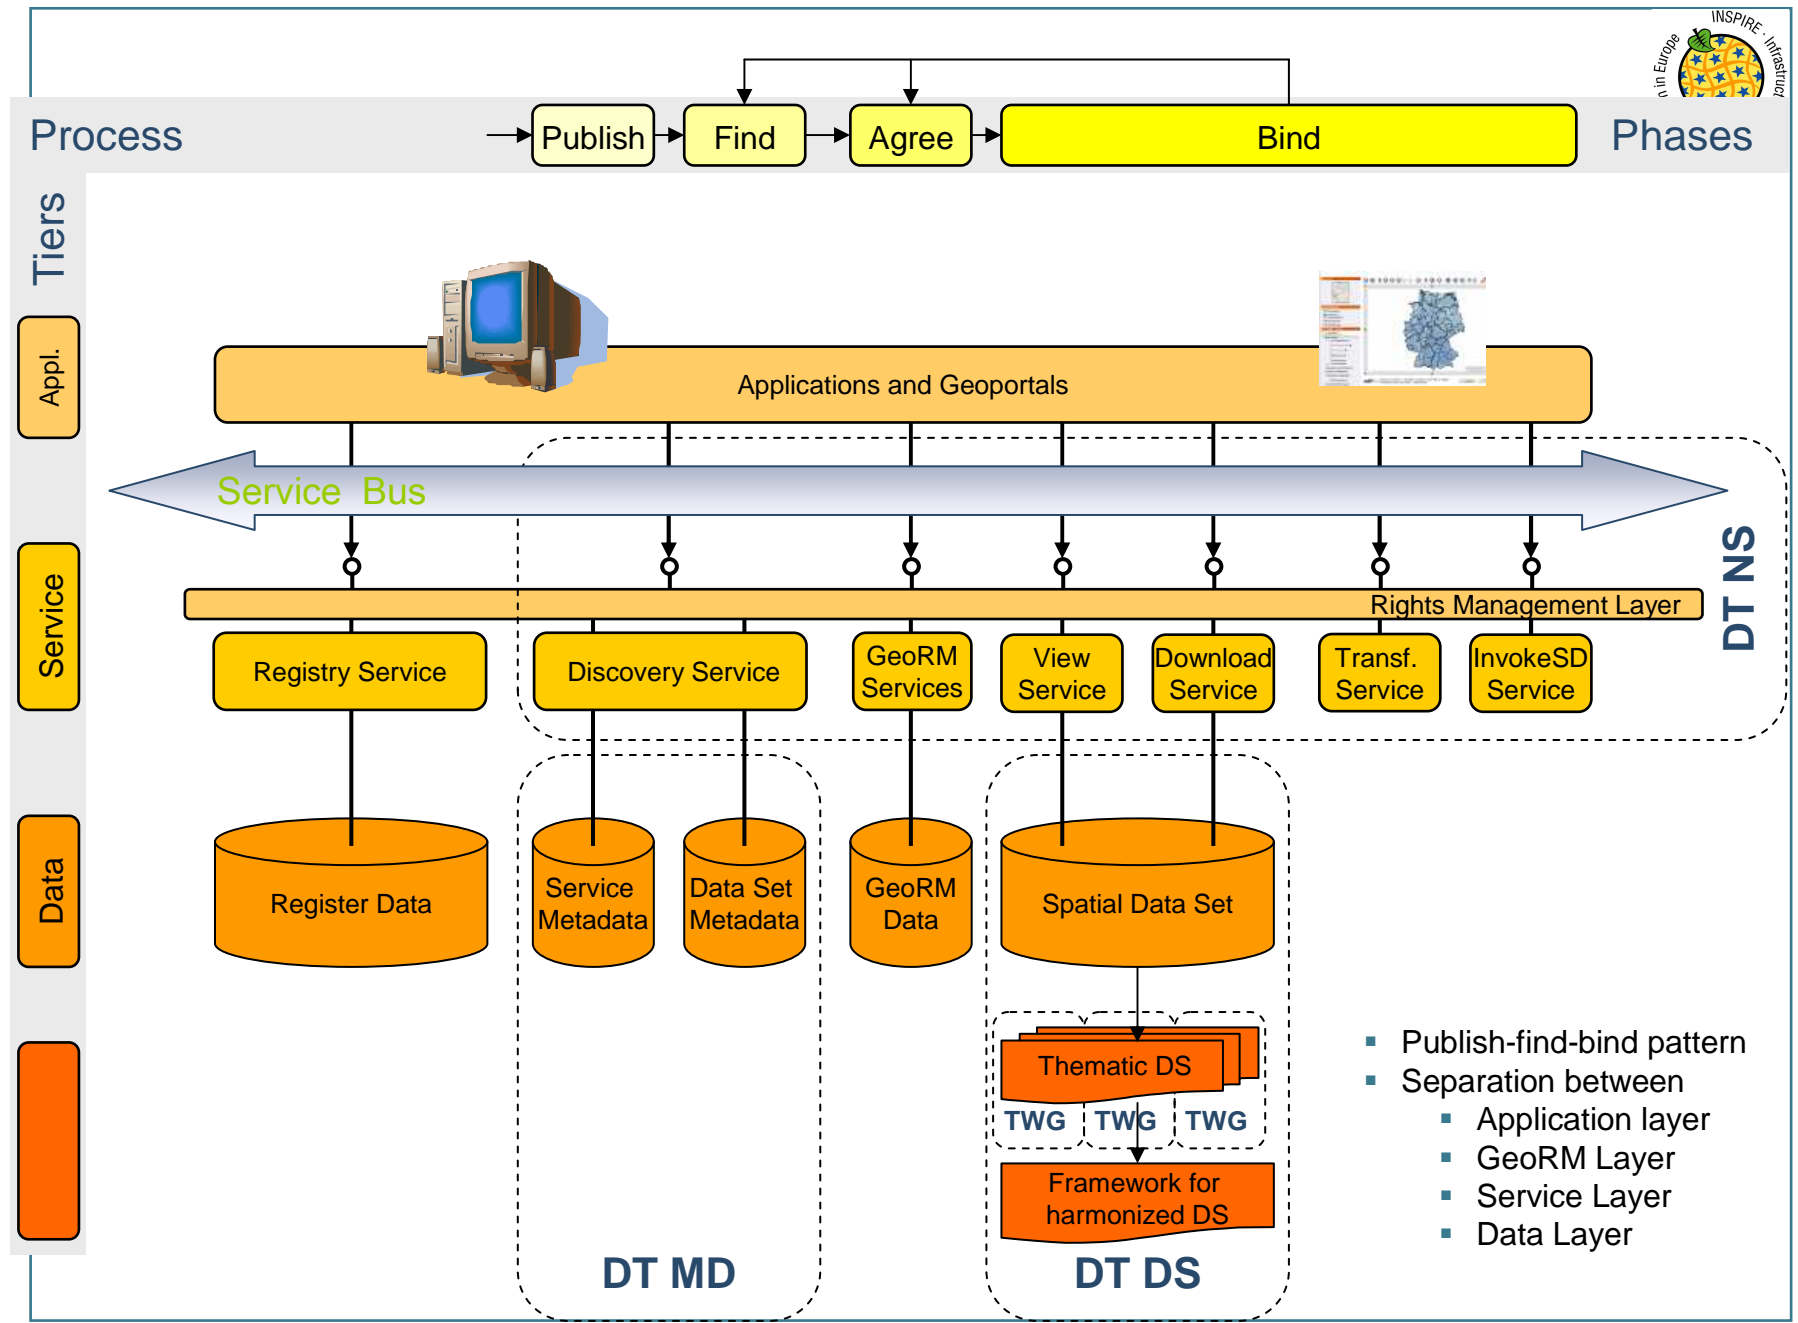 INSPIRE · Infrastruct
n in Europe
Process
Publish
Find
Agree
Bind
Phases
Tiers
Appl.
Applications and Geoportals
Service Bus
DT NS
Service
Rights Management Layer
Registry Service
Discovery Service
GeoRM
Services
View
Service
Download
Service
Transf.
Service
InvokeSD
Service
Data
Register Data
Service
Metadata
Data Set
Metadata
GeoRM
Data
Spatial Data Set
Thematic DS
TWG
TWG
TWG
Framework for
harmonized DS
DT MD
DT DS
Publish-find-bind pattern
Separation between
Application layer
GeoRM Layer
Service Layer
Data Layer